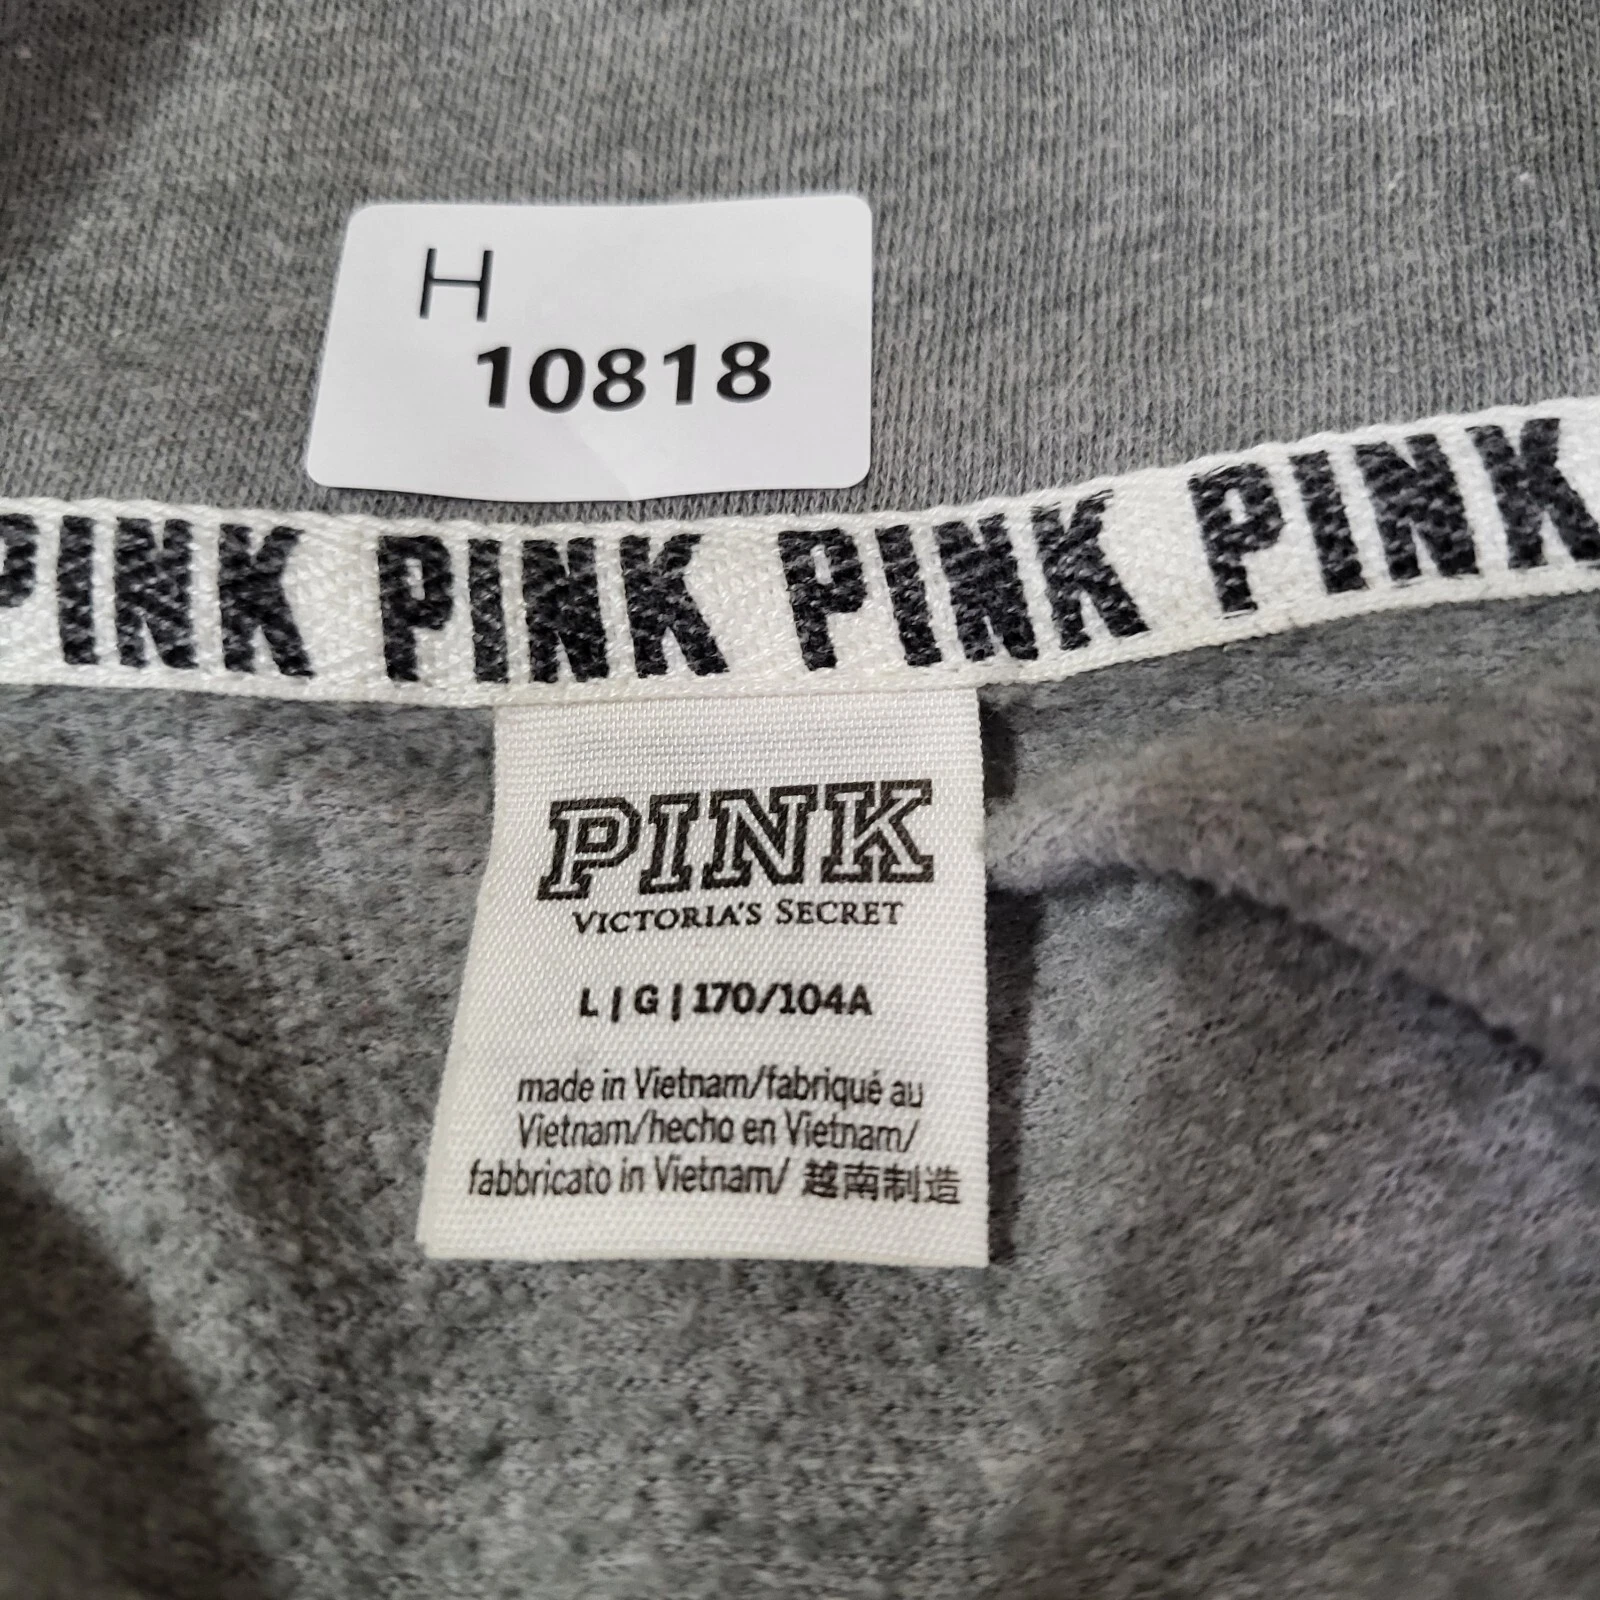 H
10818
PINK PINK PINK PINK
PINK
VICTORIA'S SECRET
L | G | 170/104A
made in Vietnam/fabriqué au
Vietnam/hecho en Vietnam/
fabbricato in Vietnam/ 越南制造